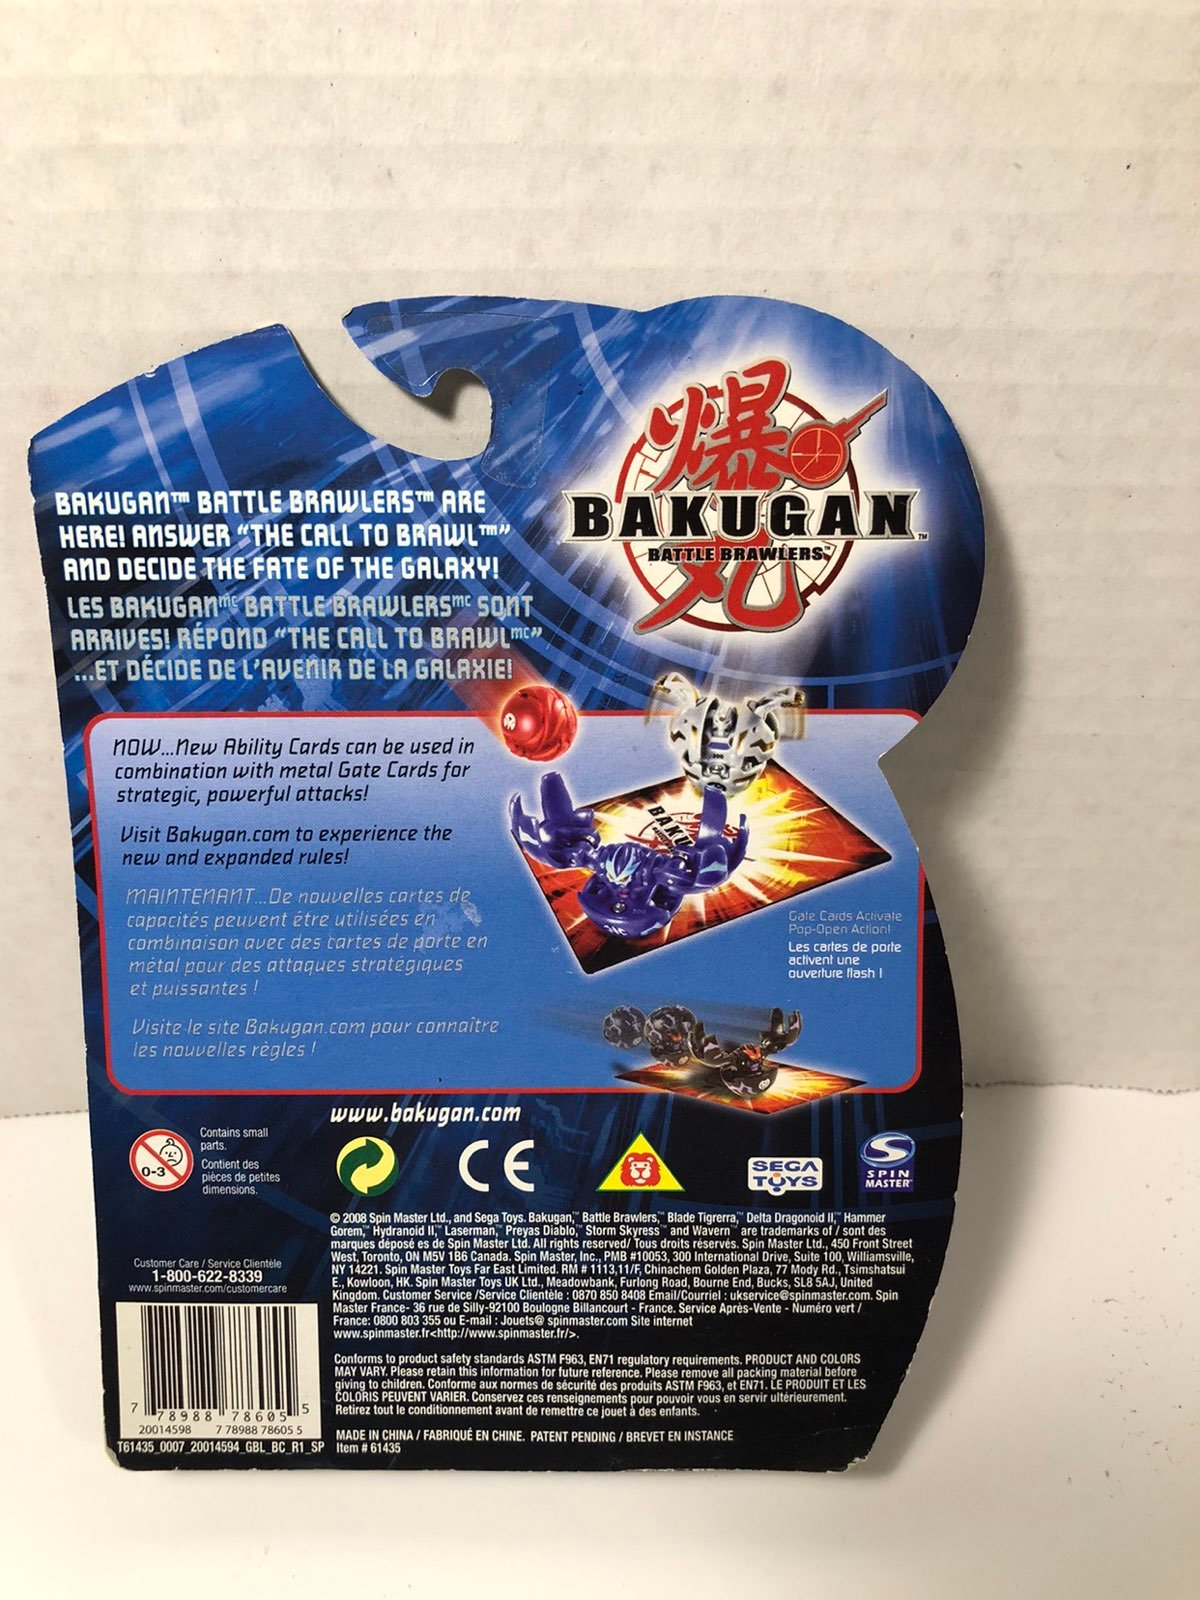 爆
BAKUGAN™
BATTLE BRAWLERS™
丸
BAKUGAN™ BATTLE BRAWLERS™ ARE
HERE! ANSWER "THE CALL TO BRAWL™"
AND DECIDE THE FATE OF THE GALAXY!
LES BAKUGANᴹᶜ BATTLE BRAWLERSᴹᶜ SONT
ARRIVES! RÉPOND "THE CALL TO BRAWLᴹᶜ"
...ET DÉCIDE DE L'AVENIR DE LA GALAXIE!
NOW...New Ability Cards can be used in
combination with metal Gate Cards for
strategic, powerful attacks!
Visit Bakugan.com to experience the
new and expanded rules!
MAINTENANT...De nouvelles cartes de
capacités peuvent être utilisées en
combinaison avec des cartes de porte en
métal pour des attaques stratégiques
et puissantes !
Visite le site Bakugan.com pour connaître
les nouvelles règles !
BAKU
Gate Cards Activate
Pop-Open Action!
Les cartes de porte
activent une
ouverture flash !
www.bakugan.com
0-3
Contains small
parts.
Contient des
pièces de petites
dimensions.
CE
SEGA
TOYS
SPIN
MASTER™
Customer Care / Service Clientèle
1-800-622-8339
www.spinmaster.com/customercare
© 2008 Spin Master Ltd., and Sega Toys. Bakugan,™ Battle Brawlers,™ Blade Tigrerra,™ Delta Dragonoid II,™ Hammer
Gorem,™ Hydranoid II,™ Laserman,™ Preyas Diablo,™ Storm Skyress™ and Wavern™ are trademarks of / sont des
marques déposé es de Spin Master Ltd. All rights reserved/ Tous droits réservés. Spin Master Ltd., 450 Front Street
West, Toronto, ON M5V 1B6 Canada. Spin Master, Inc., PMB #10053, 300 International Drive, Suite 100, Williamsville,
NY 14221. Spin Master Toys Far East Limited. RM # 1113,11/F, Chinachem Golden Plaza, 77 Mody Rd., Tsimshatsui
E., Kowloon, HK. Spin Master Toys UK Ltd., Meadowbank, Furlong Road, Bourne End, Bucks, SL8 5AJ, United
Kingdom. Customer Service /Service Clientèle : 0870 850 8408 Email/Courriel : ukservice@spinmaster.com. Spin
Master France- 36 rue de Silly-92100 Boulogne Billancourt - France. Service Après-Vente - Numéro vert /
France: 0800 803 355 ou E-mail : Jouets@ spinmaster.com Site internet
www.spinmaster.fr<http://www.spinmaster.fr/>.
Conforms to product safety standards ASTM F963, EN71 regulatory requirements. PRODUCT AND COLORS
MAY VARY. Please retain this information for future reference. Please remove all packing material before
giving to children. Conforme aux normes de sécurité des produits ASTM F963, et EN71. LE PRODUIT ET LES
COLORIS PEUVENT VARIER. Conservez ces renseignements pour pouvoir vous en servir ultérieurement.
Retirez tout le conditionnement avant de remettre ce jouet à des enfants.
MADE IN CHINA / FABRIQUÉ EN CHINE. PATENT PENDING / BREVET EN INSTANCE
Item # 61435
7 78988 78605 5
20014598 7 78988 78605 5
T61435_0007_20014594_GBL_BC_R1_SP